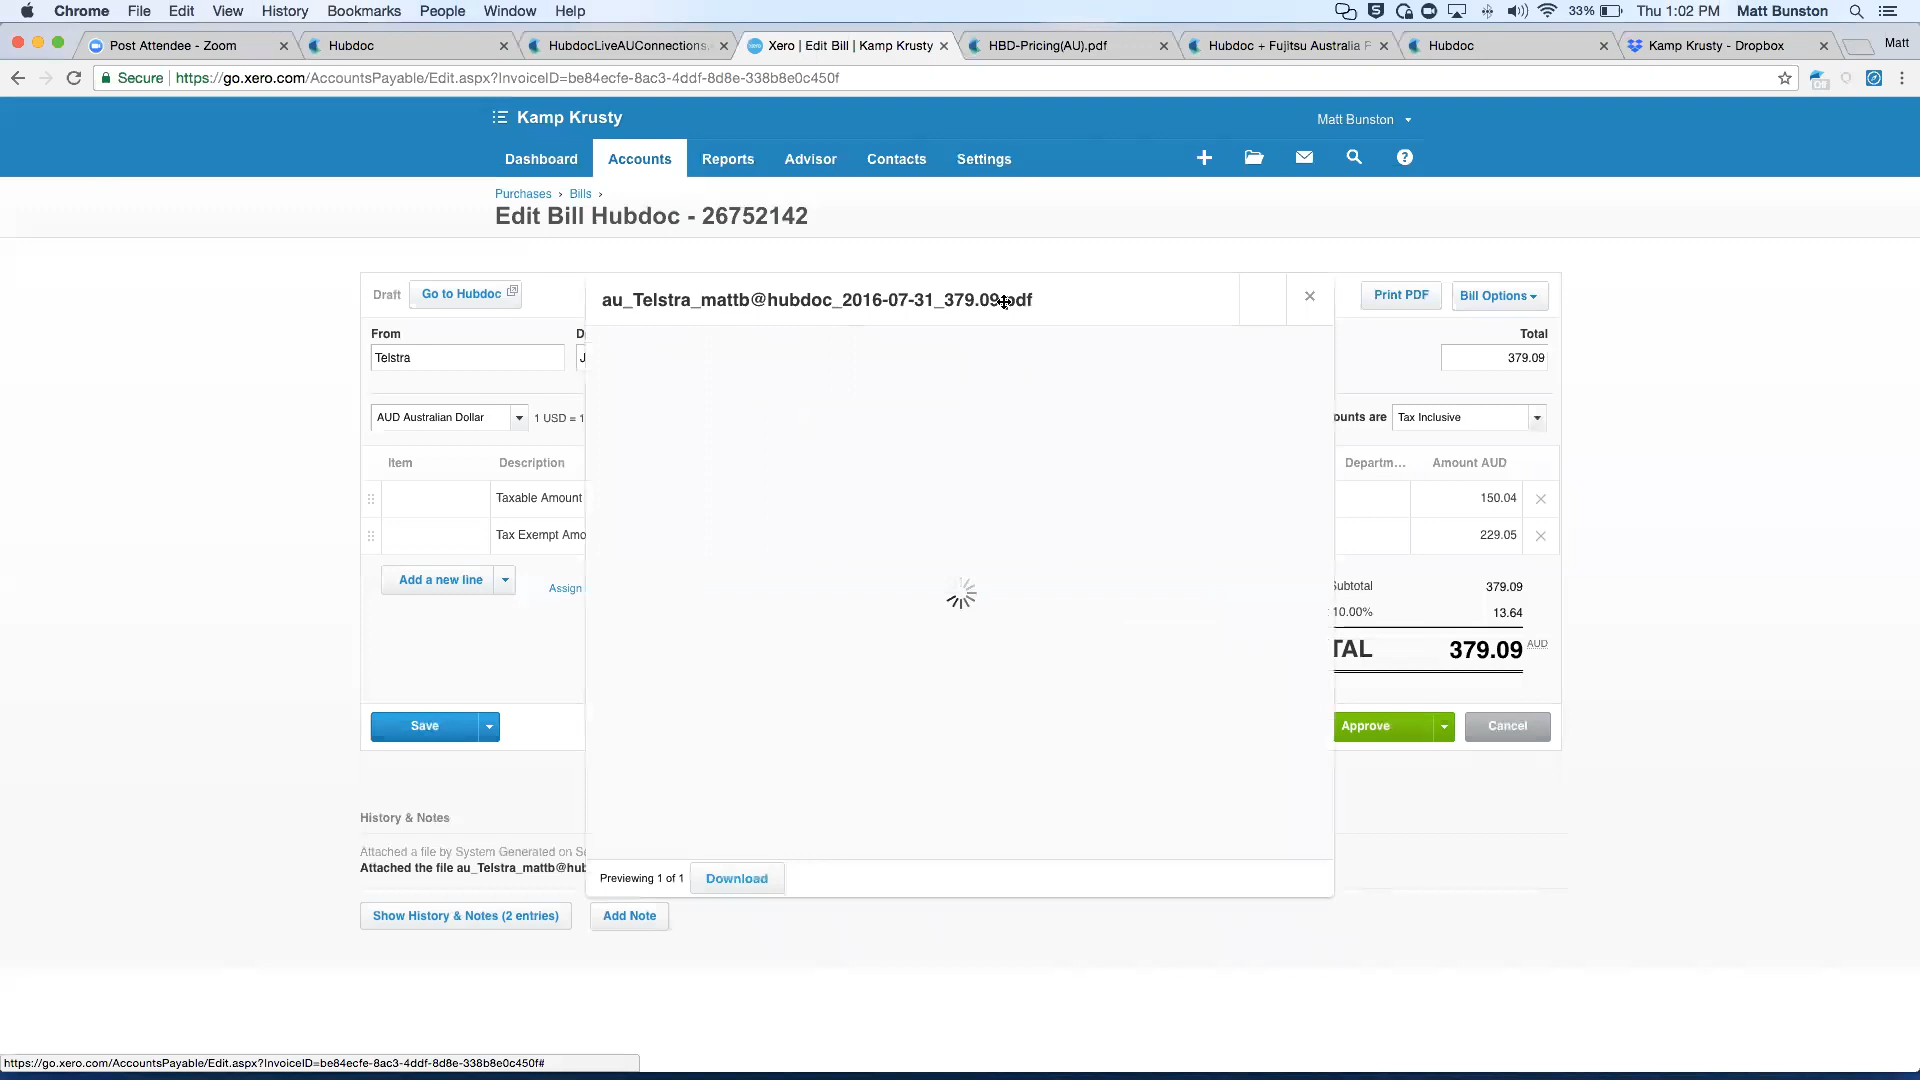 Chrome File Edit View History Bookmarks People Window Help 33% Thu 1:02 PM Matt Bunston
Post Attendee - Zoom Hubdoc HubdocLiveAUConnections. Xero | Edit Bill | Kamp Krusty HBD-Pricing(AU).pdf Hubdoc + Fujitsu Australia P Hubdoc Kamp Krusty - Dropbox Matt
Secure https://go.xero.com/AccountsPayable/Edit.aspx?InvoiceID=be84ecfe-8ac3-4ddf-8d8e-338b8e0c450f
Kamp Krusty Matt Bunston
Dashboard Accounts Reports Advisor Contacts Settings
Purchases › Bills ›
Edit Bill Hubdoc - 26752142
Draft Go to Hubdoc au_Telstra_mattb@hubdoc_2016-07-31_379.09.pdf Print PDF Bill Options
From D Total
Telstra J 379.09
AUD Australian Dollar 1 USD = 1 ounts are Tax Inclusive
Item Description Departm... Amount AUD
Taxable Amount 150.04
Tax Exempt Amo 229.05
Add a new line Assign Subtotal 379.09
10.00% 13.64
TAL 379.09 AUD
Save Approve Cancel
History & Notes
Attached a file by System Generated on Se
Attached the file au_Telstra_mattb@hub
Previewing 1 of 1 Download
Show History & Notes (2 entries) Add Note
https://go.xero.com/AccountsPayable/Edit.aspx?InvoiceID=be84ecfe-8ac3-4ddf-8d8e-338b8e0c450f#